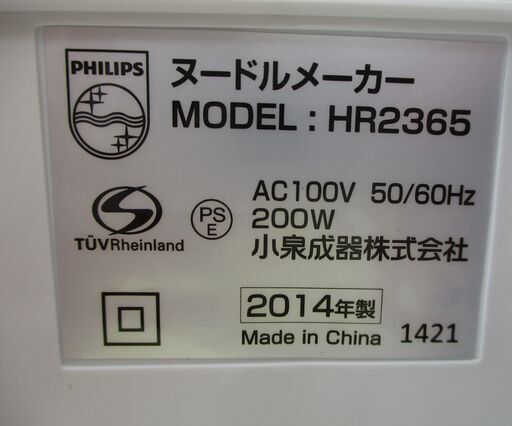 PHILIPS
ヌードルメーカー
MODEL : HR2365
TÜVRheinland
PS
E
AC100V 50/60Hz
200W
小泉成器株式会社
2014年製
Made in China 1421